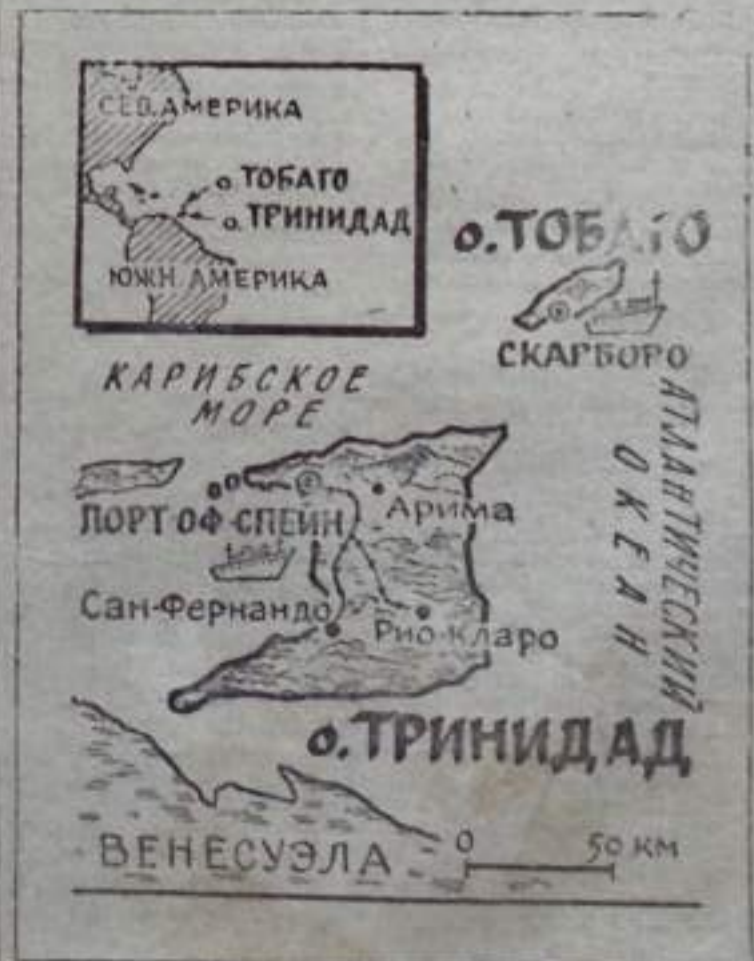 СЕВ. АМЕРИКА
о. ТОБАГО
о. ТРИНИДАД
ЮЖН. АМЕРИКА
о. ТОБАГО
СКАРБОРО
КАРИБСКОЕ
МОРЕ
АТЛАНТИЧЕСКИЙ
ОКЕАН
ПОРТ-ОФ-СПЕЙН
Арима
Сан-Фернандо
Рио-Кларо
о. ТРИНИДАД
ВЕНЕСУЭЛА
0 50 км